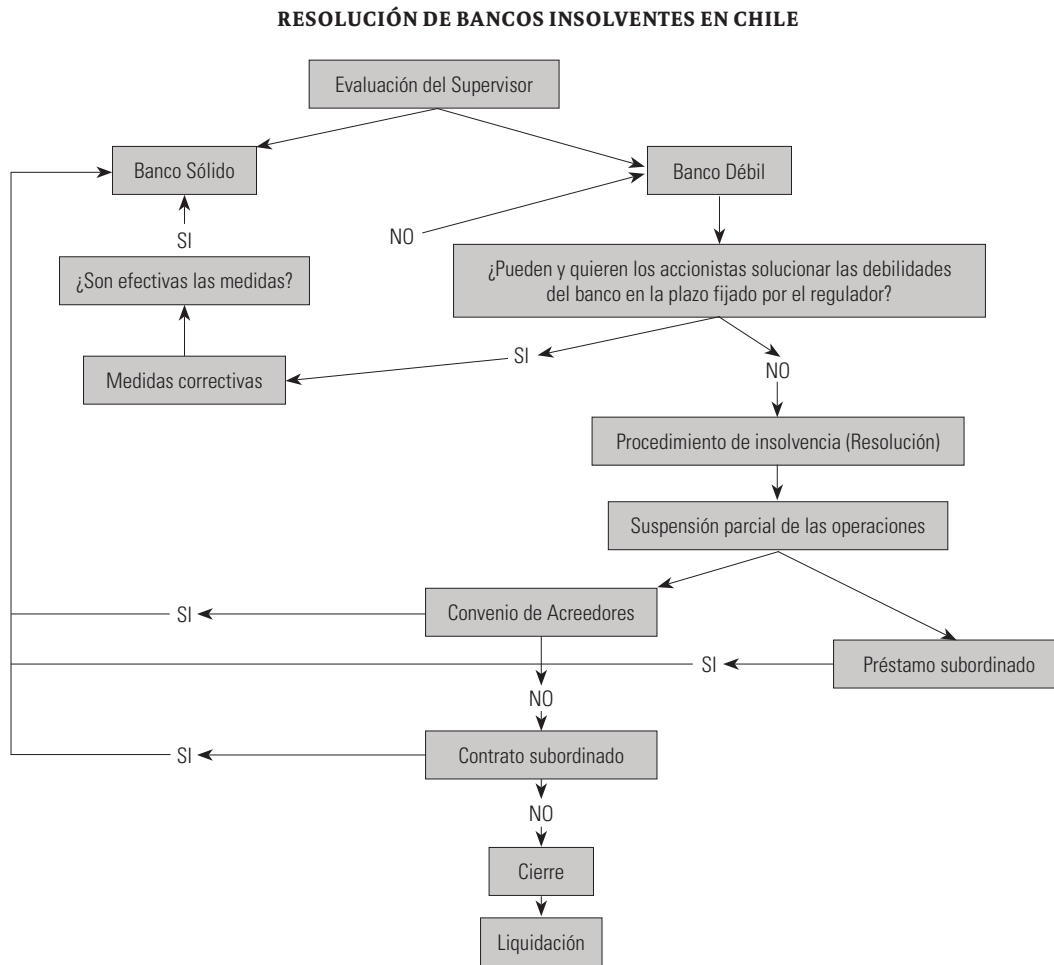 RESOLUCIÓN DE BANCOS INSOLVENTES EN CHILE
Evaluación del Supervisor
Banco Sólido
Banco Débil
SI
NO
¿Son efectivas las medidas?
¿Pueden y quieren los accionistas solucionar las debilidades
del banco en la plazo fijado por el regulador?
Medidas correctivas
SI
NO
Procedimiento de insolvencia (Resolución)
Suspensión parcial de las operaciones
SI
Convenio de Acreedores
SI
Préstamo subordinado
NO
SI
Contrato subordinado
NO
Cierre
Liquidación